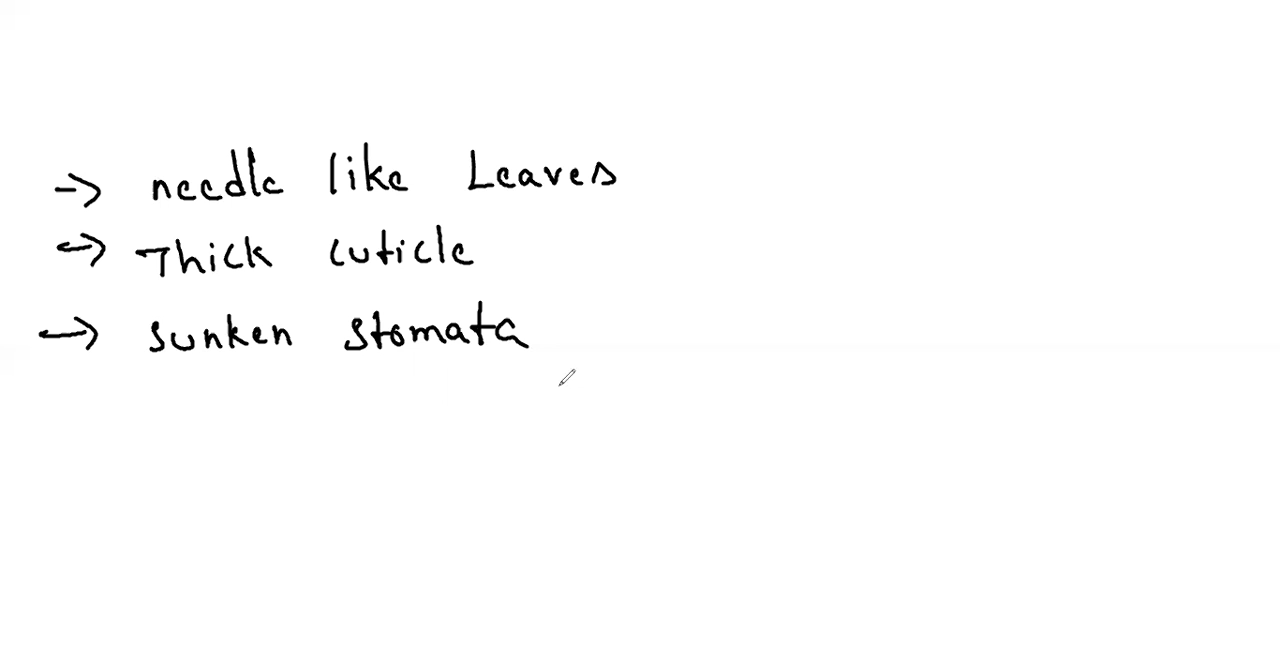 → needle like Leaves
→ Thick cuticle
→ sunken stomata